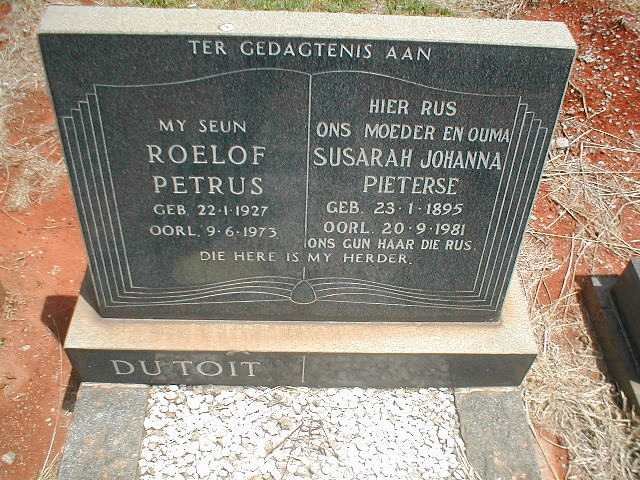 TER GEDAGTENIS AAN
MY SEUN
ROELOF
PETRUS
GEB. 22·1·1927
OORL. 9·6·1973
HIER RUS
ONS MOEDER EN OUMA
SUSARAH JOHANNA
PIETERSE
GEB. 23·1·1895
OORL. 20·9·1981
ONS GUN HAAR DIE RUS.
DIE HERE IS MY HERDER.
DU TOIT